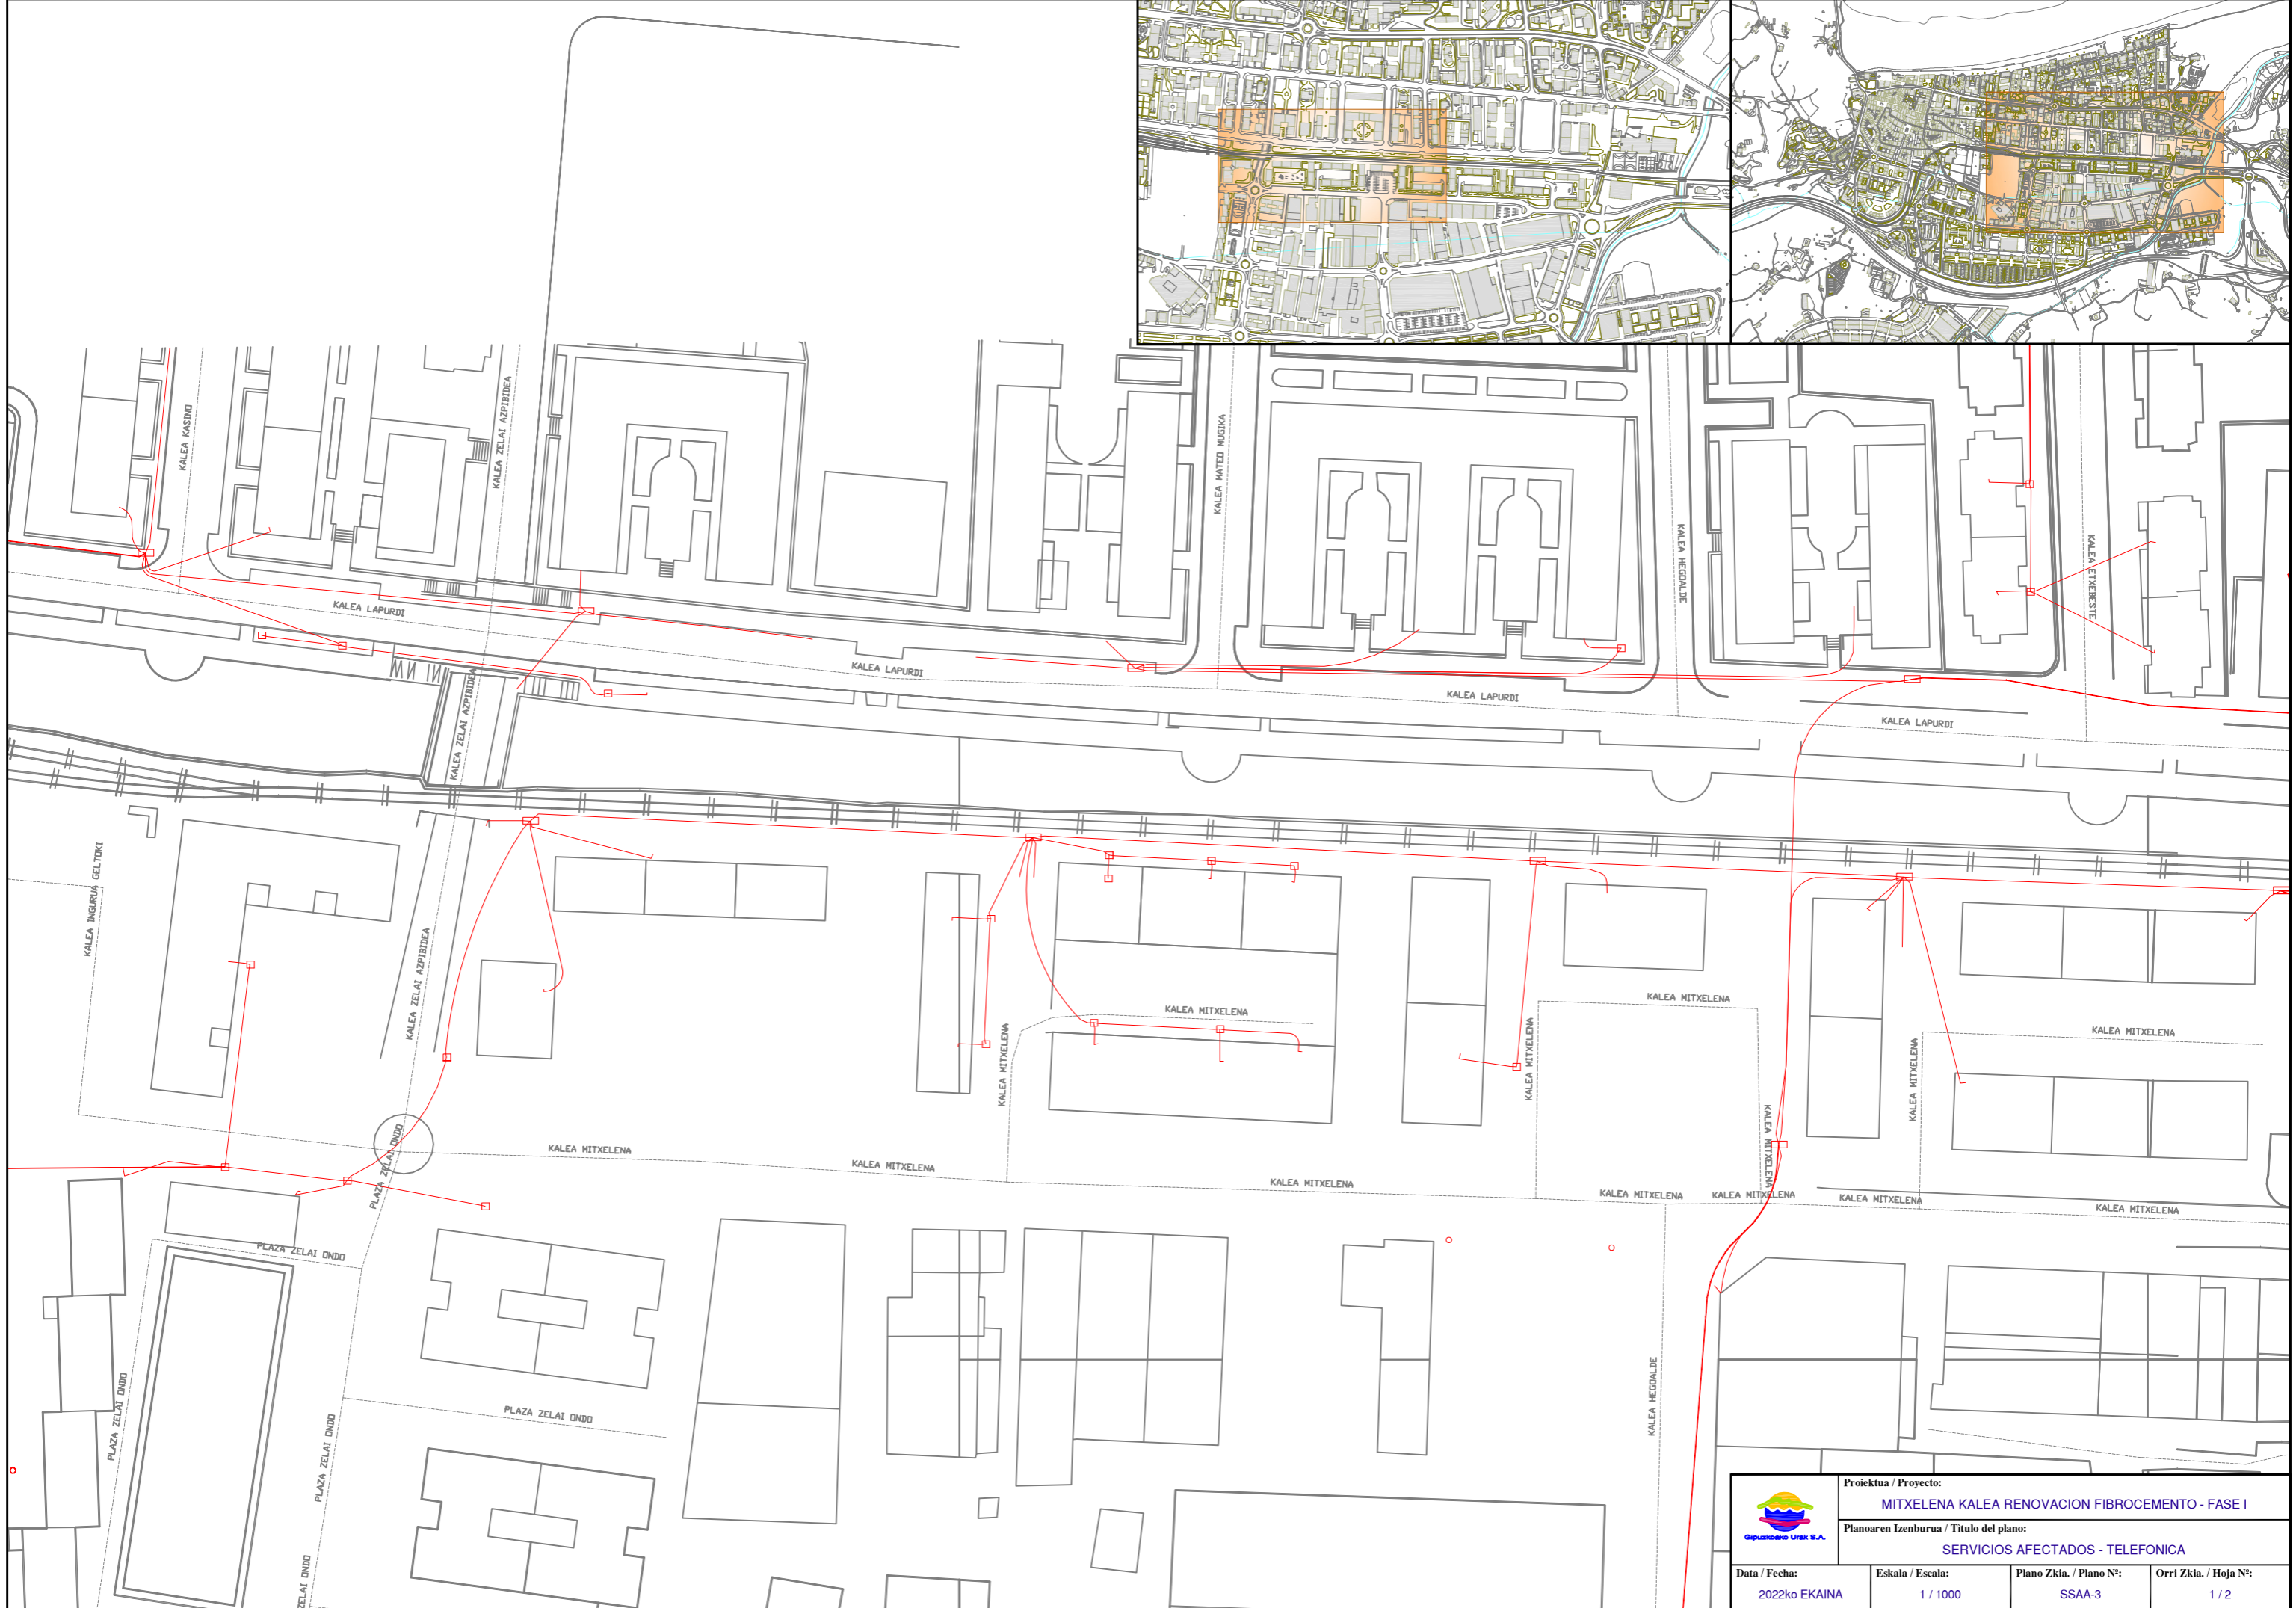 KALEA KASINO
KALEA ZELAI AZPIBIDEA
KALEA MATEO MUGIKA
KALEA HEGOALDE
KALEA ETXEBESTE
KALEA LAPURDI
KALEA LAPURDI
KALEA LAPURDI
KALEA LAPURDI
KALEA ZELAI AZPIBIDEA
KALEA INGURUA GELTOKI
KALEA ZELAI AZPIBIDEA
KALEA MITXELENA
KALEA MITXELENA
KALEA MITXELENA
KALEA MITXELENA
KALEA MITXELENA
KALEA MITXELENA
KALEA MITXELENA
PLAZA ZELAI ONDO
KALEA MITXELENA
KALEA MITXELENA
KALEA MITXELENA
KALEA MITXELENA
KALEA MITXELENA
KALEA MITXELENA
KALEA MITXELENA
PLAZA ZELAI ONDO
PLAZA ZELAI ONDO
PLAZA ZELAI ONDO
PLAZA ZELAI ONDO
KALEA HEGOALDE
ZELAI ONDO
Gipuzkoako Urak S.A.
Proiektua / Proyecto:
MITXELENA KALEA RENOVACION FIBROCEMENTO - FASE I
Planoaren Izenburua / Titulo del plano:
SERVICIOS AFECTADOS - TELEFONICA
Data / Fecha:
2022ko EKAINA
Eskala / Escala:
1 / 1000
Plano Zkia. / Plano Nº:
SSAA-3
Orri Zkia. / Hoja Nº:
1 / 2